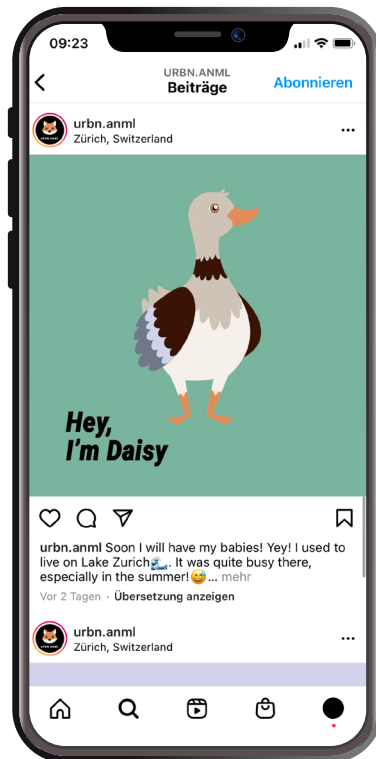 09:23
URBN.ANML
Beiträge
Abonnieren
urbn.anml
Zürich, Switzerland
Hey,
I'm Daisy
urbn.anml Soon I will have my babies! Yey! I used to
live on Lake Zurich🌊. It was quite busy there,
especially in the summer!😅... mehr
Vor 2 Tagen · Übersetzung anzeigen
urbn.anml
Zürich, Switzerland